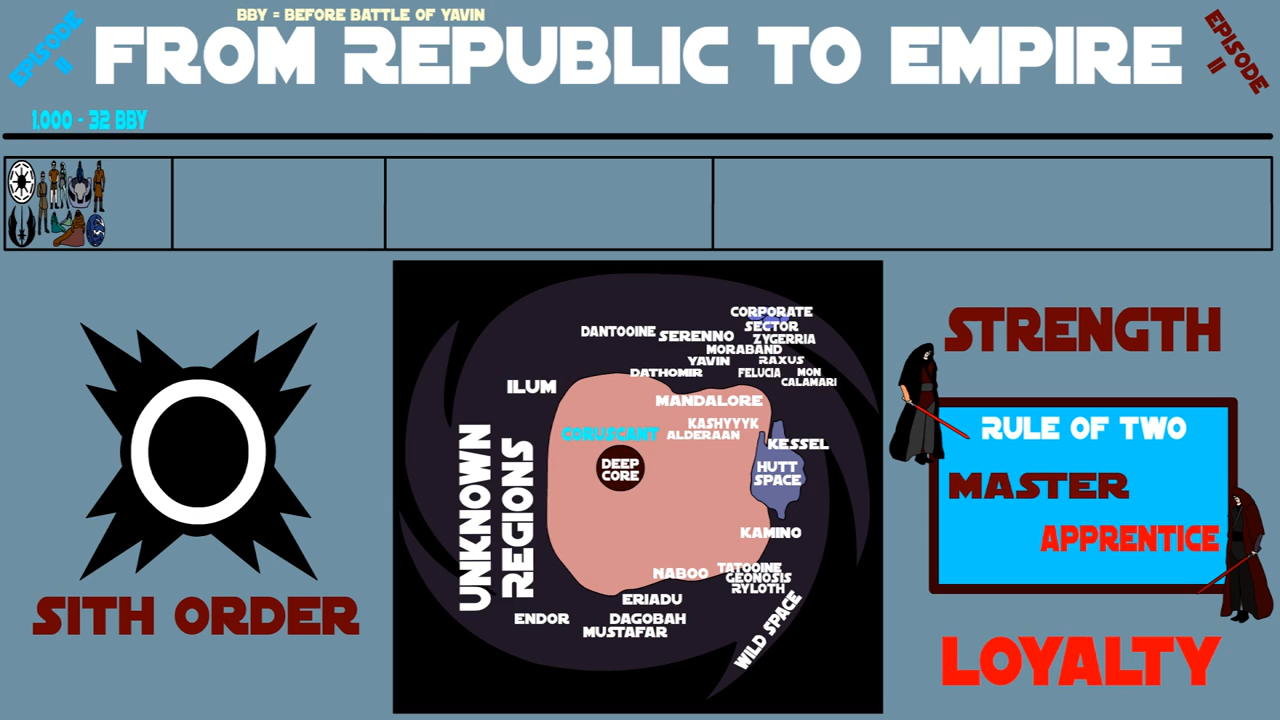 BBY = BEFORE BATTLE OF YAVIN
EPISODE
II
FROM REPUBLIC TO EMPIRE
EPISODE
II
1.000 - 32 BBY
SITH ORDER
CORPORATE
SECTOR
DANTOOINE
SERENNO
ZYGERRIA
MORABAND
YAVIN
RAXUS
DATHOMIR
FELUCIA
MON
CALAMARI
ILUM
MANDALORE
KASHYYYK
CORUSCANT
ALDERAAN
KESSEL
DEEP
CORE
HUTT
SPACE
UNKNOWN
REGIONS
KAMINO
NABOO
TATOOINE
GEONOSIS
RYLOTH
ERIADU
ENDOR
DAGOBAH
MUSTAFAR
WILD SPACE
STRENGTH
RULE OF TWO
MASTER
APPRENTICE
LOYALTY